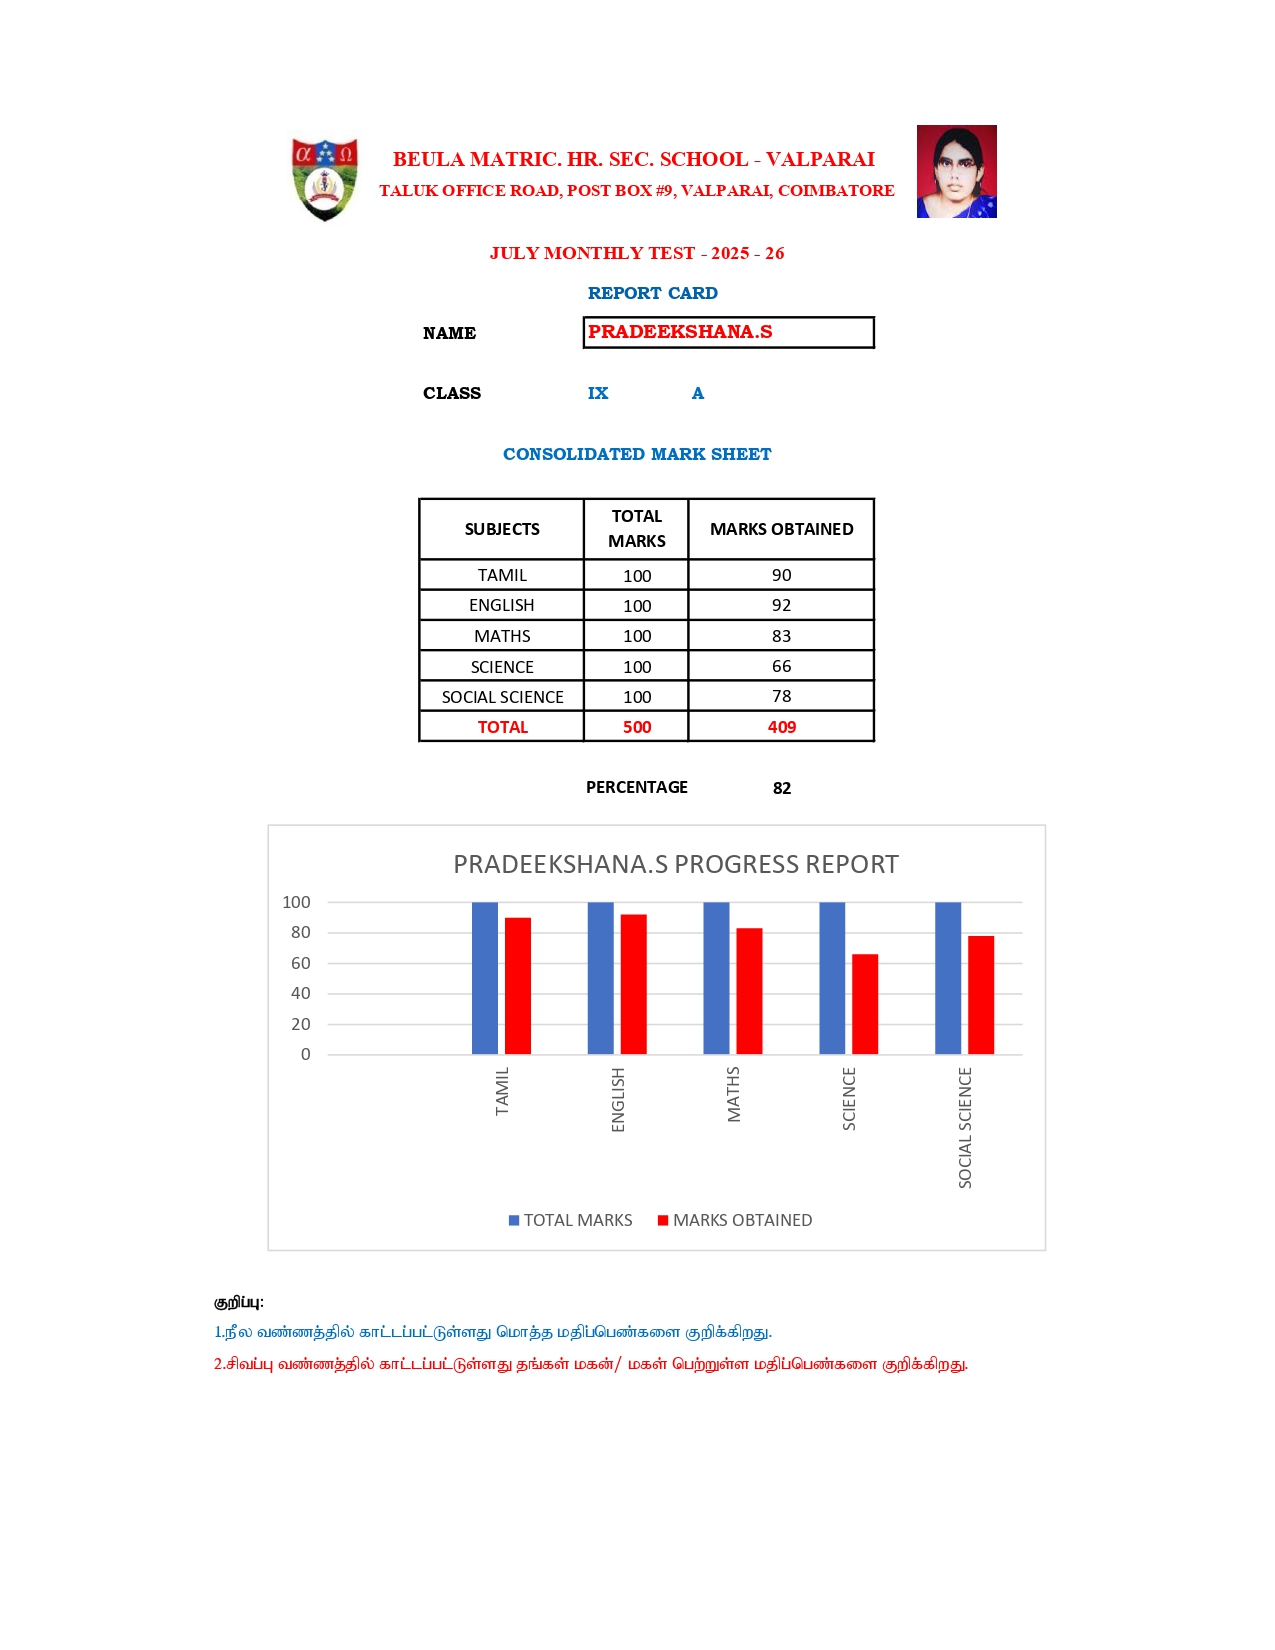 α Ω
BEULA MATRIC. HR. SEC. SCHOOL - VALPARAI
TALUK OFFICE ROAD, POST BOX #9, VALPARAI, COIMBATORE
JULY MONTHLY TEST - 2025 - 26
REPORT CARD
NAME PRADEEKSHANA.S
CLASS IX A
CONSOLIDATED MARK SHEET
SUBJECTS TOTAL MARKS MARKS OBTAINED
TAMIL 100 90
ENGLISH 100 92
MATHS 100 83
SCIENCE 100 66
SOCIAL SCIENCE 100 78
TOTAL 500 409
PERCENTAGE 82
PRADEEKSHANA.S PROGRESS REPORT
100
80
60
40
20
0
TAMIL ENGLISH MATHS SCIENCE SOCIAL SCIENCE
TOTAL MARKS MARKS OBTAINED
குறிப்பு:
1.நீல வண்ணத்தில் காட்டப்பட்டுள்ளது மொத்த மதிப்பெண்களை குறிக்கிறது.
2.சிவப்பு வண்ணத்தில் காட்டப்பட்டுள்ளது தங்கள் மகன்/ மகள் பெற்றுள்ள மதிப்பெண்களை குறிக்கிறது.